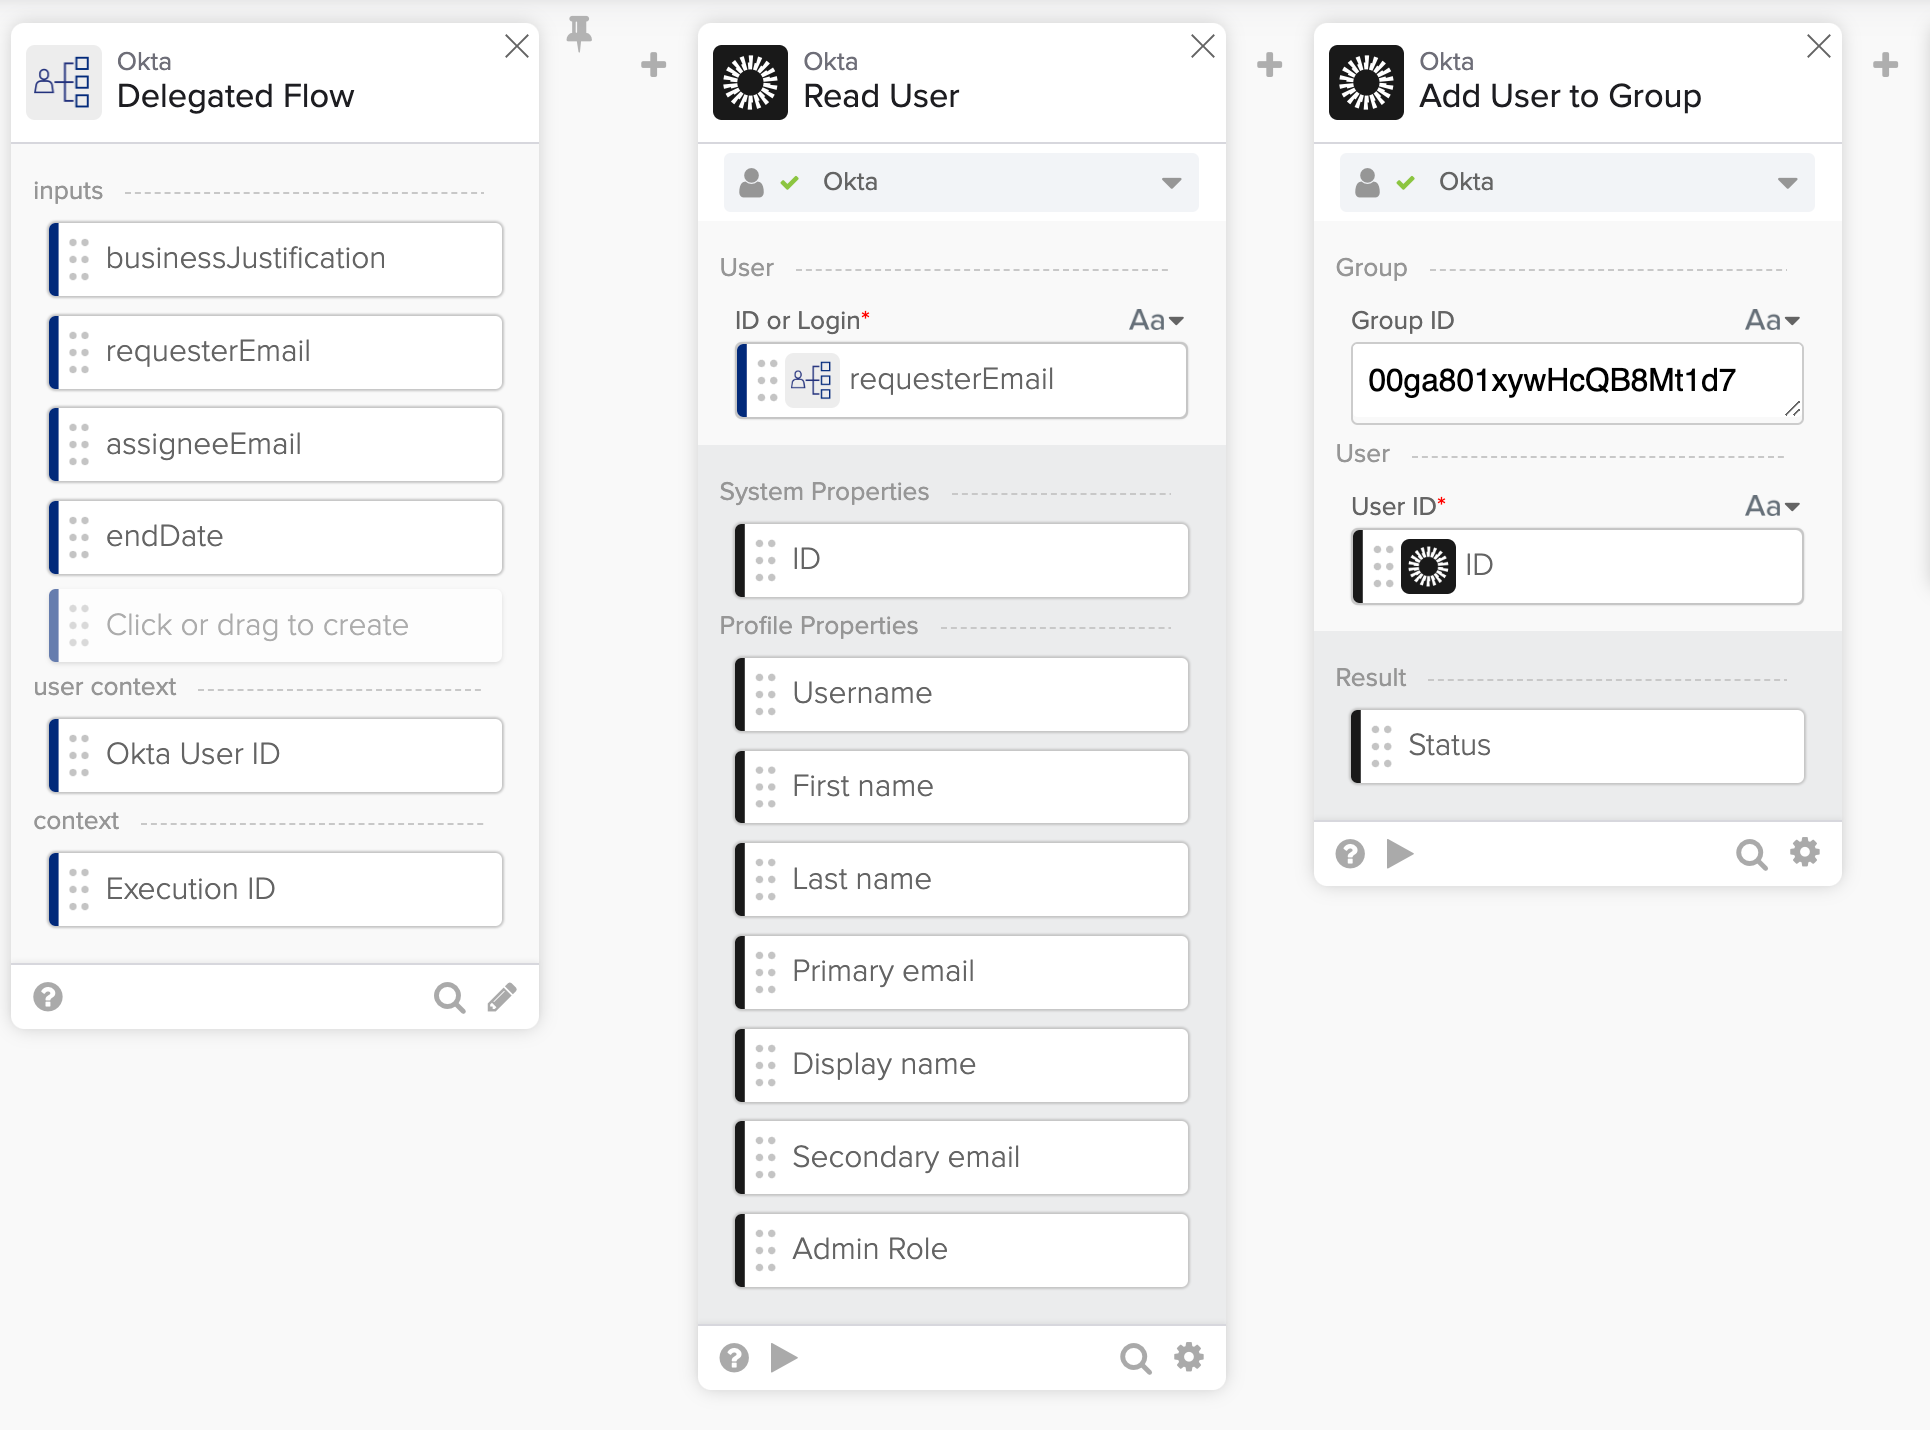 Okta
Delegated Flow
inputs
businessJustification
requesterEmail
assigneeEmail
endDate
Click or drag to create
user context
Okta User ID
context
Execution ID
Okta
Read User
Okta
User
ID or Login*
Aa
requesterEmail
System Properties
ID
Profile Properties
Username
First name
Last name
Primary email
Display name
Secondary email
Admin Role
Okta
Add User to Group
Okta
Group
Group ID
Aa
00ga801xywHcQB8Mt1d7
User
User ID*
Aa
ID
Result
Status